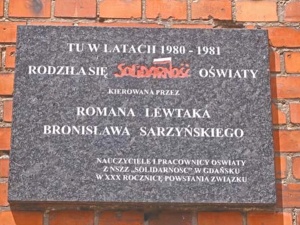 TU W LATACH 1980 - 1981
RODZIŁA SIĘ SOLIDARNOŚĆ OŚWIATY
KIEROWANA PRZEZ
ROMANA LEWTAKA
BRONISŁAWA SARZYŃSKIEGO
NAUCZYCIELE I PRACOWNICY OŚWIATY
Z NSZZ „SOLIDARNOŚĆ" W GDAŃSKU
W XXX ROCZNICĘ POWSTANIA ZWIĄZKU